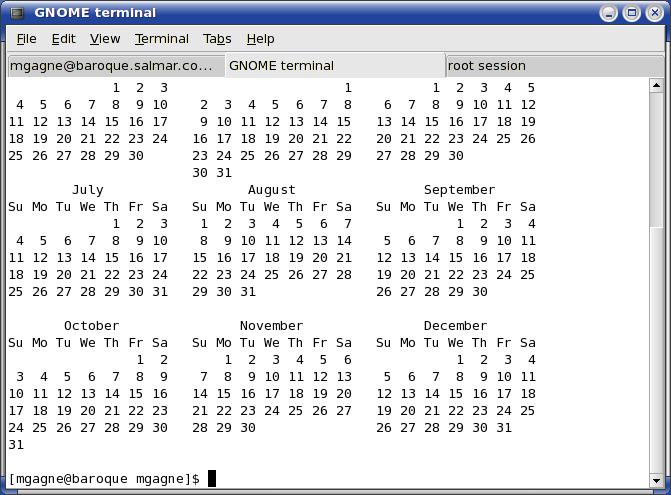 GNOME terminal
File Edit View Terminal Tabs Help
mgagne@baroque.salmar.co... GNOME terminal root session
             1  2  3                     1         1  2  3  4  5
 4  5  6  7  8  9 10    2  3  4  5  6  7  8    6  7  8  9 10 11 12
11 12 13 14 15 16 17    9 10 11 12 13 14 15   13 14 15 16 17 18 19
18 19 20 21 22 23 24   16 17 18 19 20 21 22   20 21 22 23 24 25 26
25 26 27 28 29 30      23 24 25 26 27 28 29   27 28 29 30
                       30 31
        July                  August                September
Su Mo Tu We Th Fr Sa   Su Mo Tu We Th Fr Sa   Su Mo Tu We Th Fr Sa
             1  2  3    1  2  3  4  5  6  7             1  2  3  4
 4  5  6  7  8  9 10    8  9 10 11 12 13 14    5  6  7  8  9 10 11
11 12 13 14 15 16 17   15 16 17 18 19 20 21   12 13 14 15 16 17 18
18 19 20 21 22 23 24   22 23 24 25 26 27 28   19 20 21 22 23 24 25
25 26 27 28 29 30 31   29 30 31               26 27 28 29 30
       October               November               December
Su Mo Tu We Th Fr Sa   Su Mo Tu We Th Fr Sa   Su Mo Tu We Th Fr Sa
                1  2       1  2  3  4  5  6             1  2  3  4
 3  4  5  6  7  8  9    7  8  9 10 11 12 13    5  6  7  8  9 10 11
10 11 12 13 14 15 16   14 15 16 17 18 19 20   12 13 14 15 16 17 18
17 18 19 20 21 22 23   21 22 23 24 25 26 27   19 20 21 22 23 24 25
24 25 26 27 28 29 30   28 29 30               26 27 28 29 30 31
31
[mgagne@baroque mgagne]$